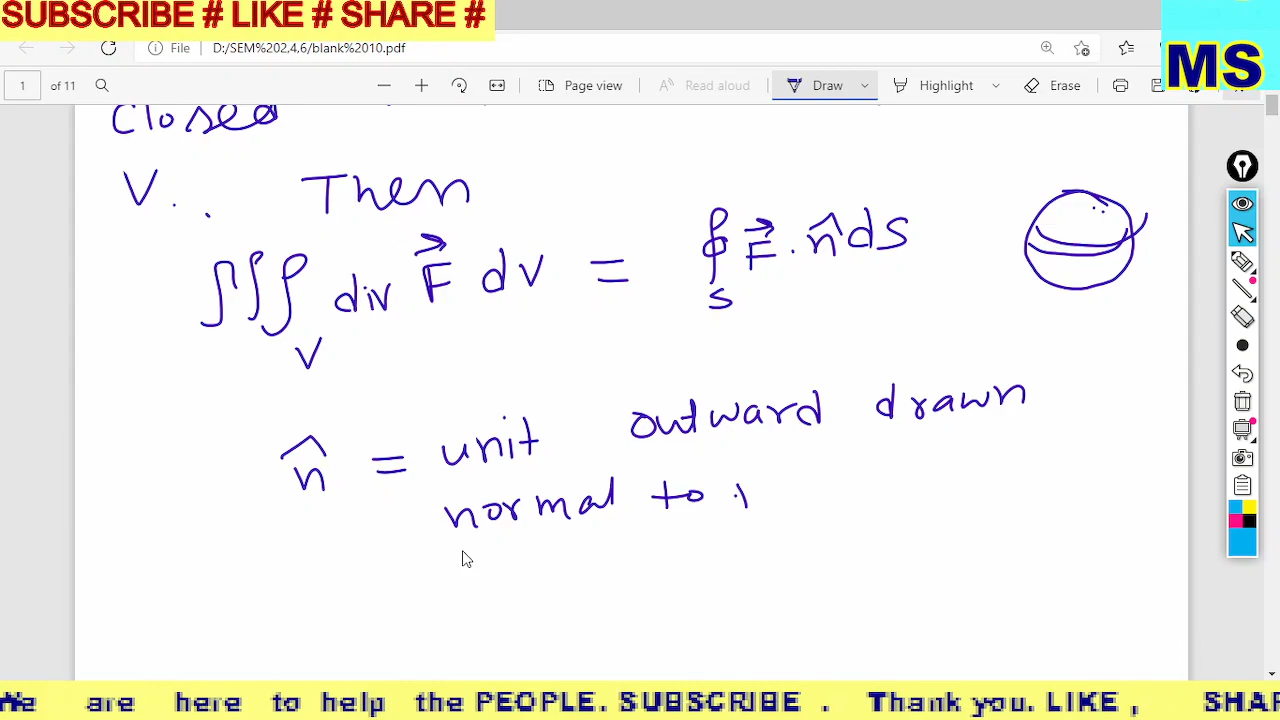 SUBSCRIBE # LIKE # SHARE #
MS
File D:/SEM%202,4,6/blank%2010.pdf
1 of 11 Page view Read aloud Draw Highlight Erase
Closed
V. Then
∭_V div F⃗ dV = ∮_S F⃗ . n̂ ds
n̂ = unit outward drawn
normal to
We are here to help the PEOPLE. SUBSCRIBE . Thank you. LIKE , SHAR